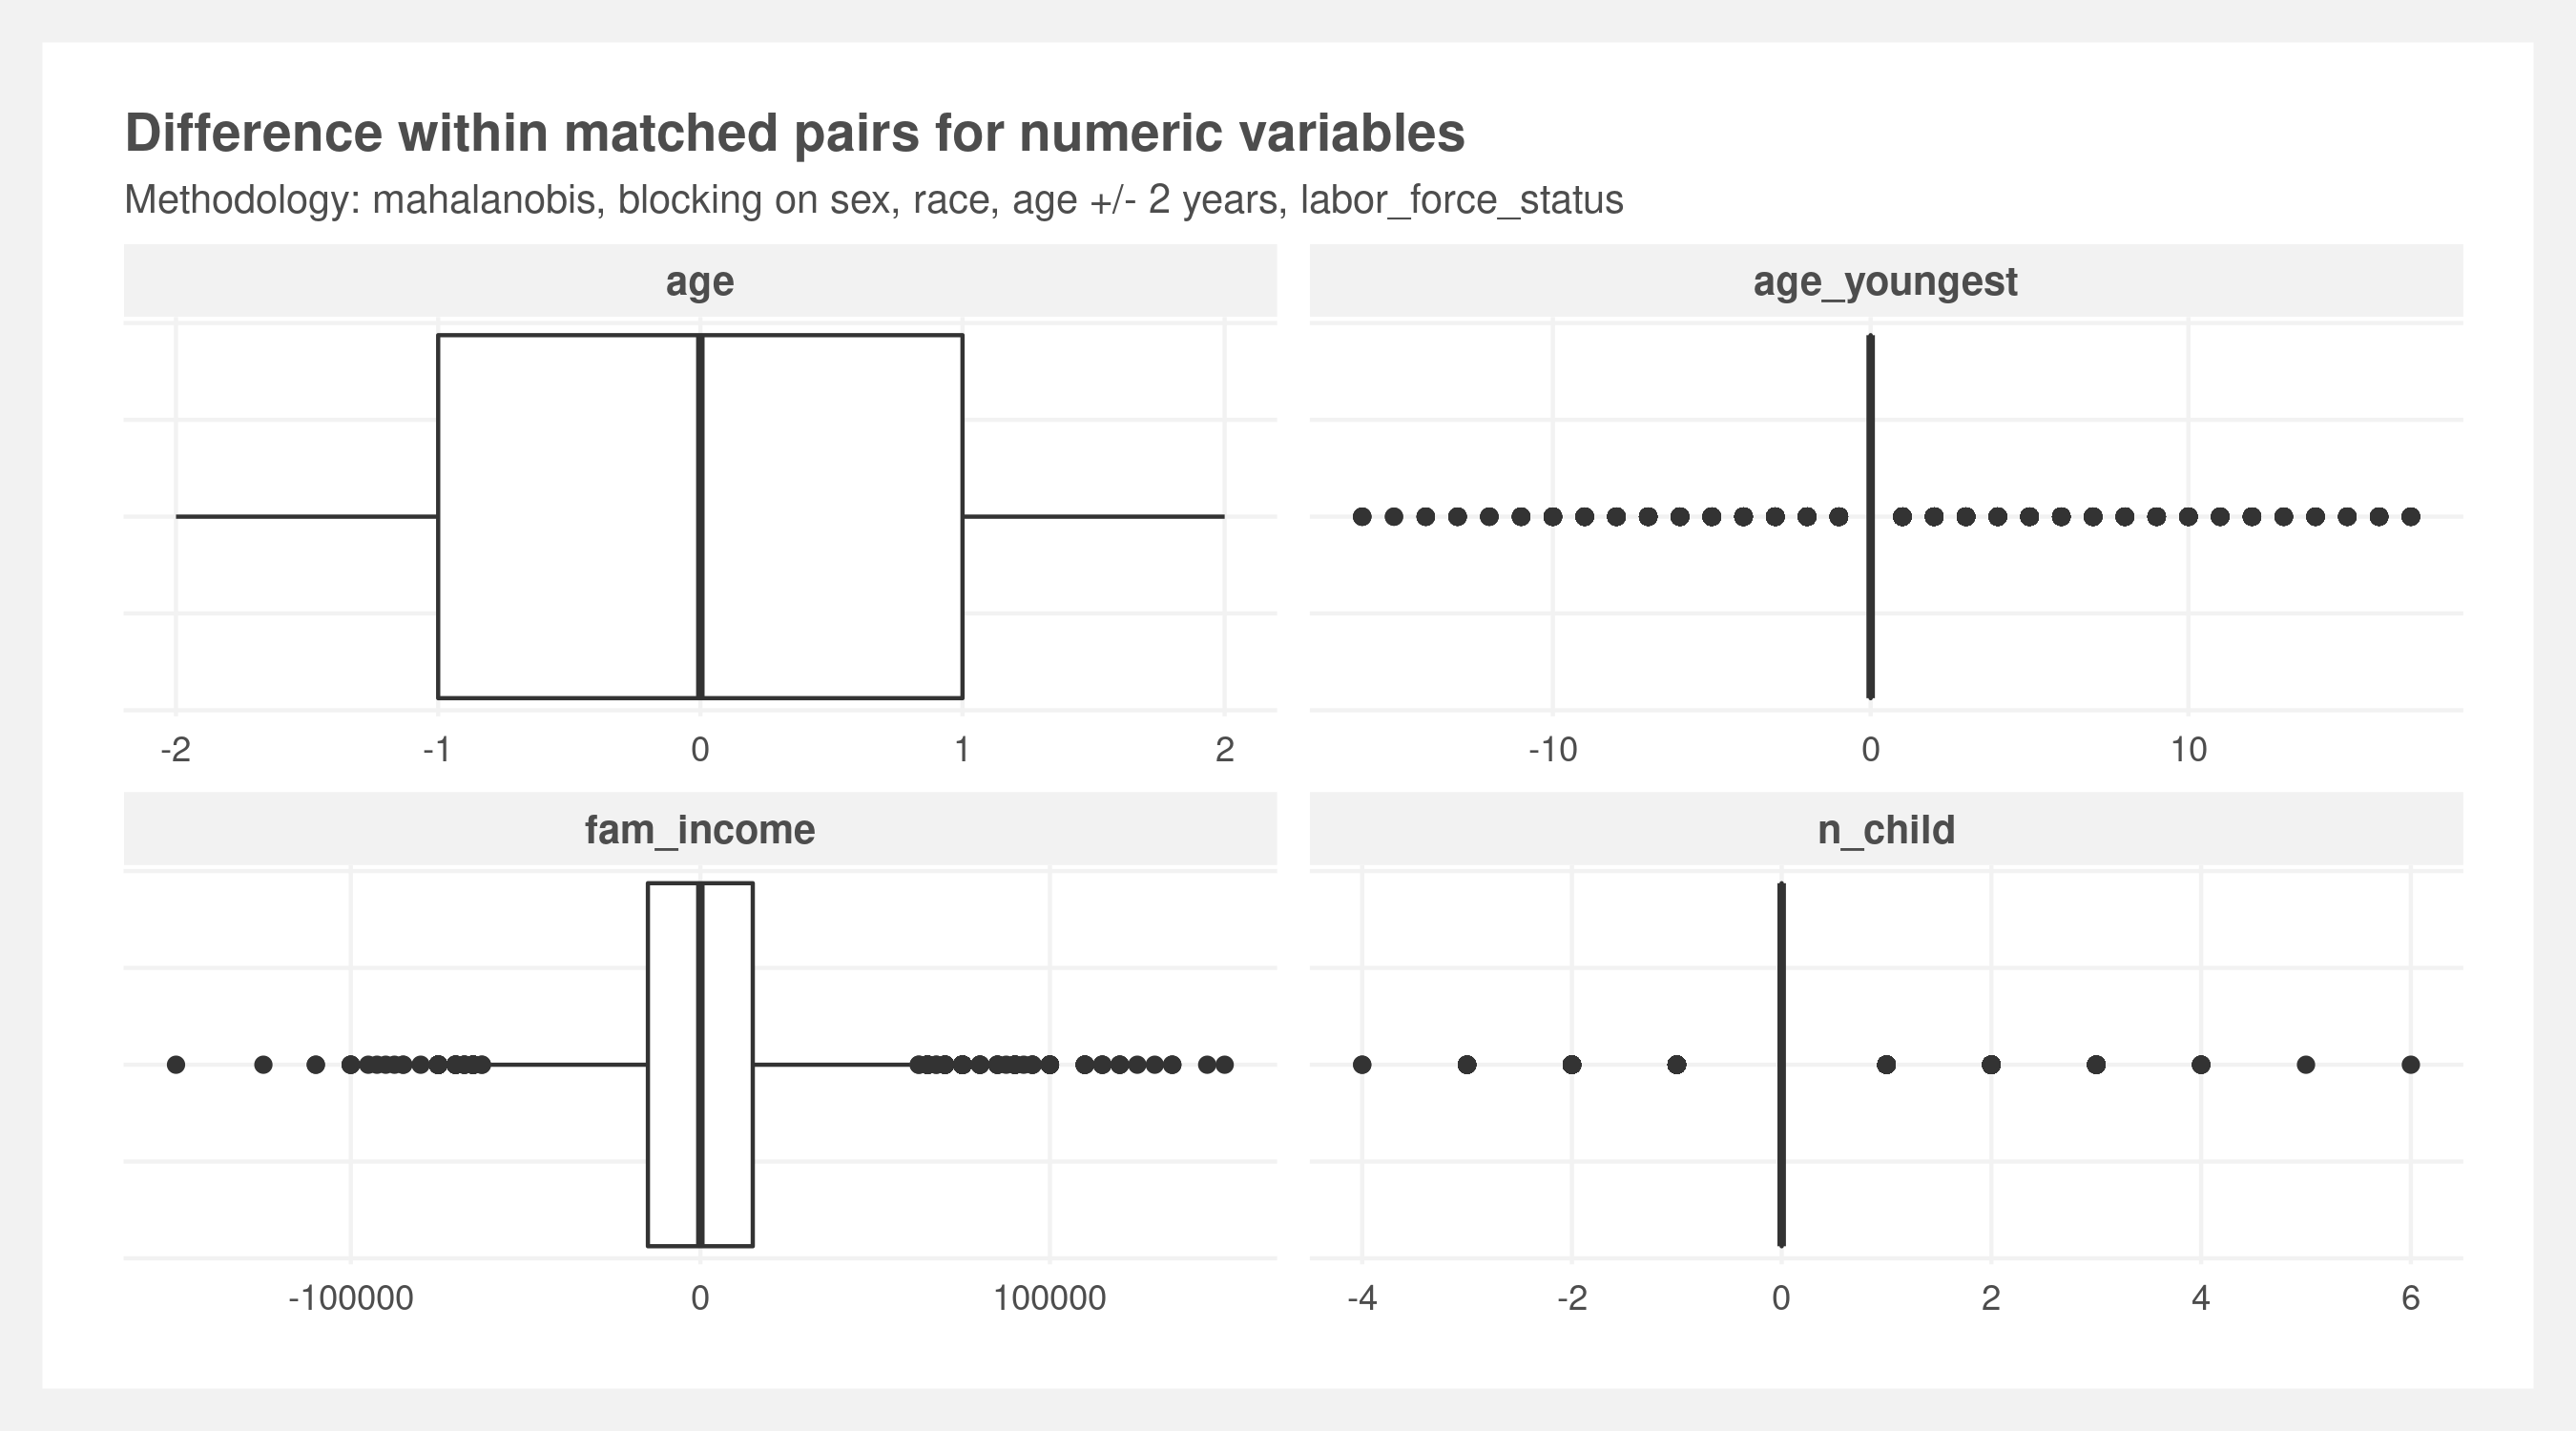 Difference within matched pairs for numeric variables
Methodology: mahalanobis, blocking on sex, race, age +/- 2 years, labor_force_status
age
-2 -1 0 1 2
age_youngest
-10 0 10
fam_income
-100000 0 100000
n_child
-4 -2 0 2 4 6